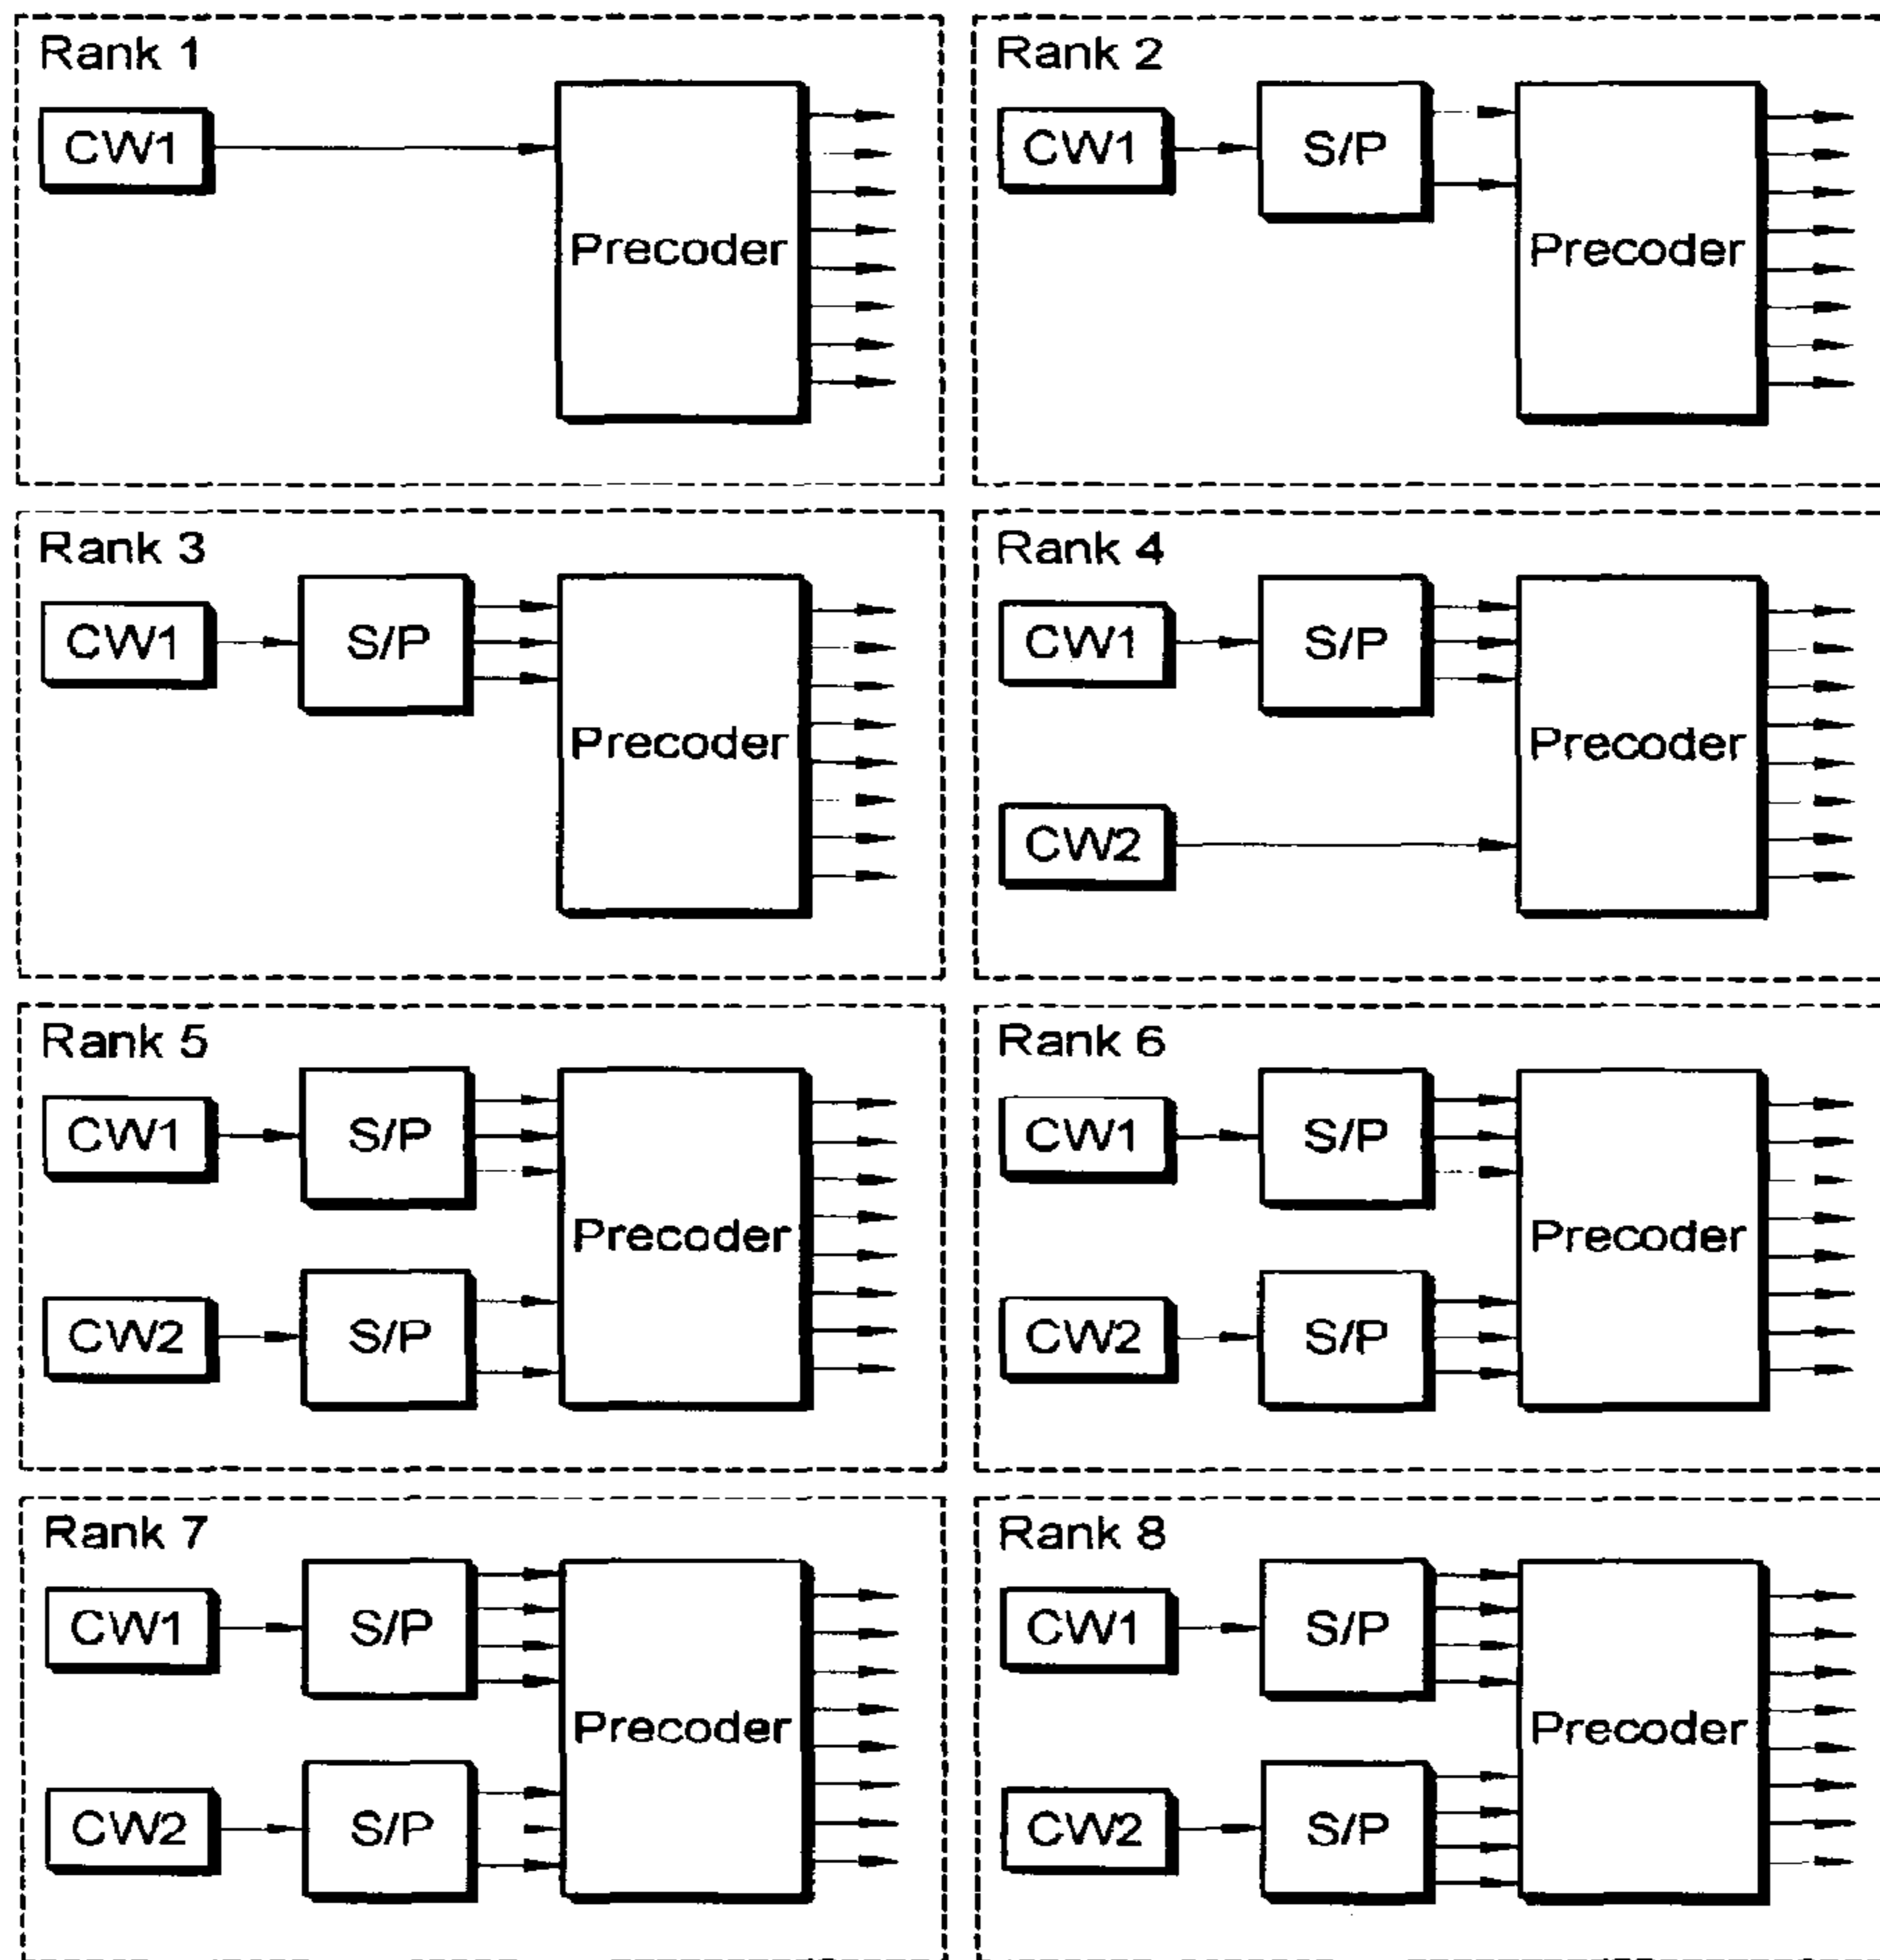 Rank 1
CW1
Precoder
Rank 2
CW1
S/P
Precoder
Rank 3
CW1
S/P
Precoder
Rank 4
CW1
S/P
Precoder
CW2
Rank 5
CW1
S/P
Precoder
CW2
S/P
Rank 6
CW1
S/P
Precoder
CW2
S/P
Rank 7
CW1
S/P
Precoder
CW2
S/P
Rank 8
CW1
S/P
Precoder
CW2
S/P